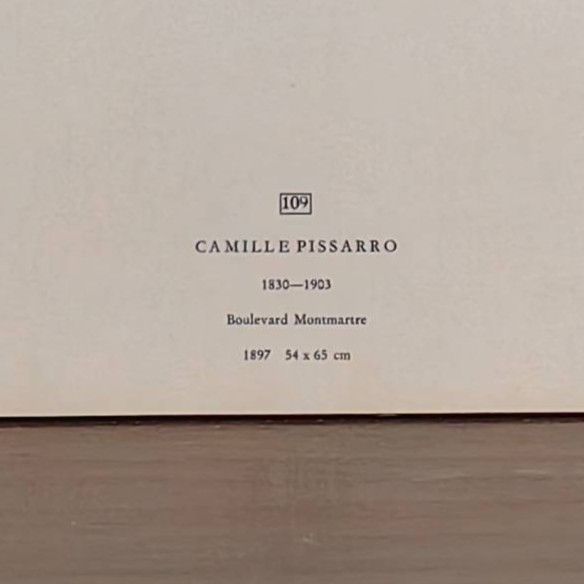 109
CAMILLE PISSARRO
1830—1903
Boulevard Montmartre
1897 54 x 65 cm